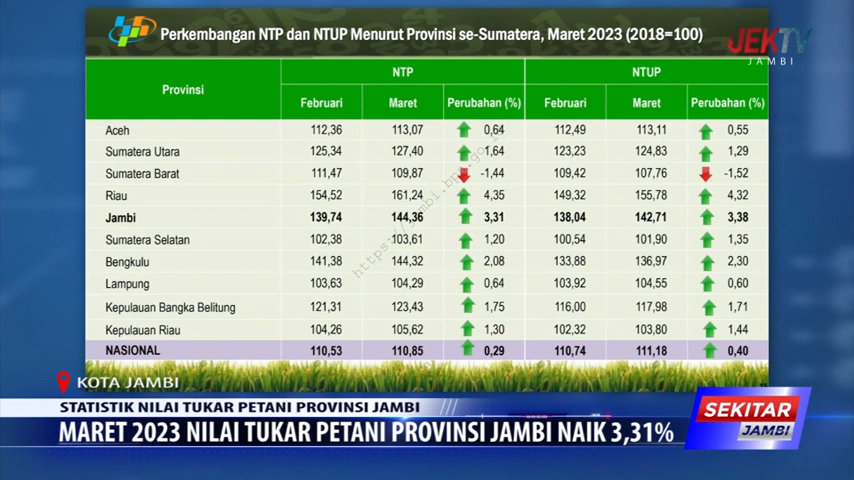 Perkembangan NTP dan NTUP Menurut Provinsi se-Sumatera, Maret 2023 (2018=100)
JEKTV
JAMBI
Provinsi NTP NTUP
Februari Maret Perubahan (%) Februari Maret Perubahan (%)
Aceh 112,36 113,07 0,64 112,49 113,11 0,55
Sumatera Utara 125,34 127,40 1,64 123,23 124,83 1,29
Sumatera Barat 111,47 109,87 -1,44 109,42 107,76 -1,52
Riau 154,52 161,24 4,35 149,32 155,78 4,32
Jambi 139,74 144,36 3,31 138,04 142,71 3,38
Sumatera Selatan 102,38 103,61 1,20 100,54 101,90 1,35
Bengkulu 141,38 144,32 2,08 133,88 136,97 2,30
Lampung 103,63 104,29 0,64 103,92 104,55 0,60
Kepulauan Bangka Belitung 121,31 123,43 1,75 116,00 117,98 1,71
Kepulauan Riau 104,26 105,62 1,30 102,32 103,80 1,44
NASIONAL 110,53 110,85 0,29 110,74 111,18 0,40
https://jambi.bps.go.id
KOTA JAMBI
STATISTIK NILAI TUKAR PETANI PROVINSI JAMBI
MARET 2023 NILAI TUKAR PETANI PROVINSI JAMBI NAIK 3,31%
SEKITAR
JAMBI